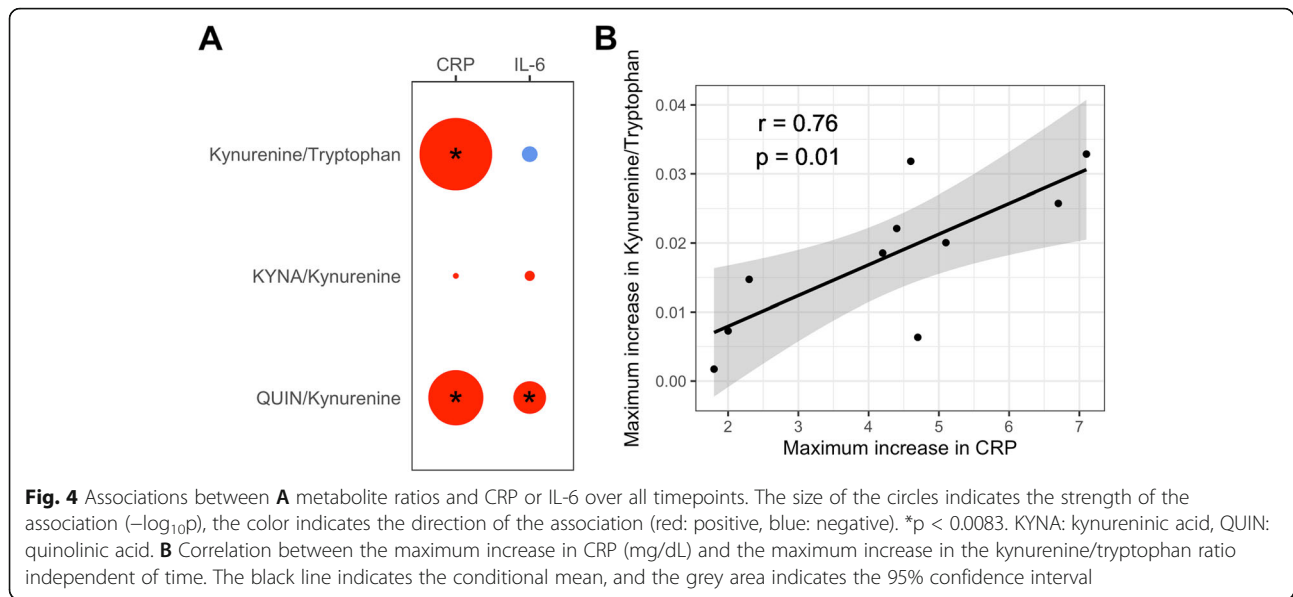 A
B
CRP IL-6
Kynurenine/Tryptophan
*
KYNA/Kynurenine
QUIN/Kynurenine
* *
Maximum increase in Kynurenine/Tryptophan
0.04
0.03
0.02
0.01
0.00
r = 0.76
p = 0.01
2 3 4 5 6 7
Maximum increase in CRP
Fig. 4 Associations between A metabolite ratios and CRP or IL-6 over all timepoints. The size of the circles indicates the strength of the
association (−log₁₀p), the color indicates the direction of the association (red: positive, blue: negative). *p < 0.0083. KYNA: kynureninic acid, QUIN:
quinolinic acid. B Correlation between the maximum increase in CRP (mg/dL) and the maximum increase in the kynurenine/tryptophan ratio
independent of time. The black line indicates the conditional mean, and the grey area indicates the 95% confidence interval